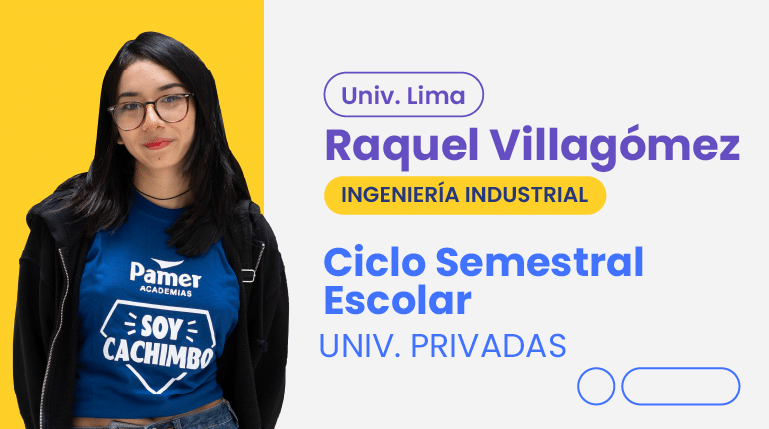 Univ. Lima
Raquel Villagómez
INGENIERÍA INDUSTRIAL
Ciclo Semestral
Escolar
UNIV. PRIVADAS
Pamer
ACADEMIAS
SOY
CACHIMBO